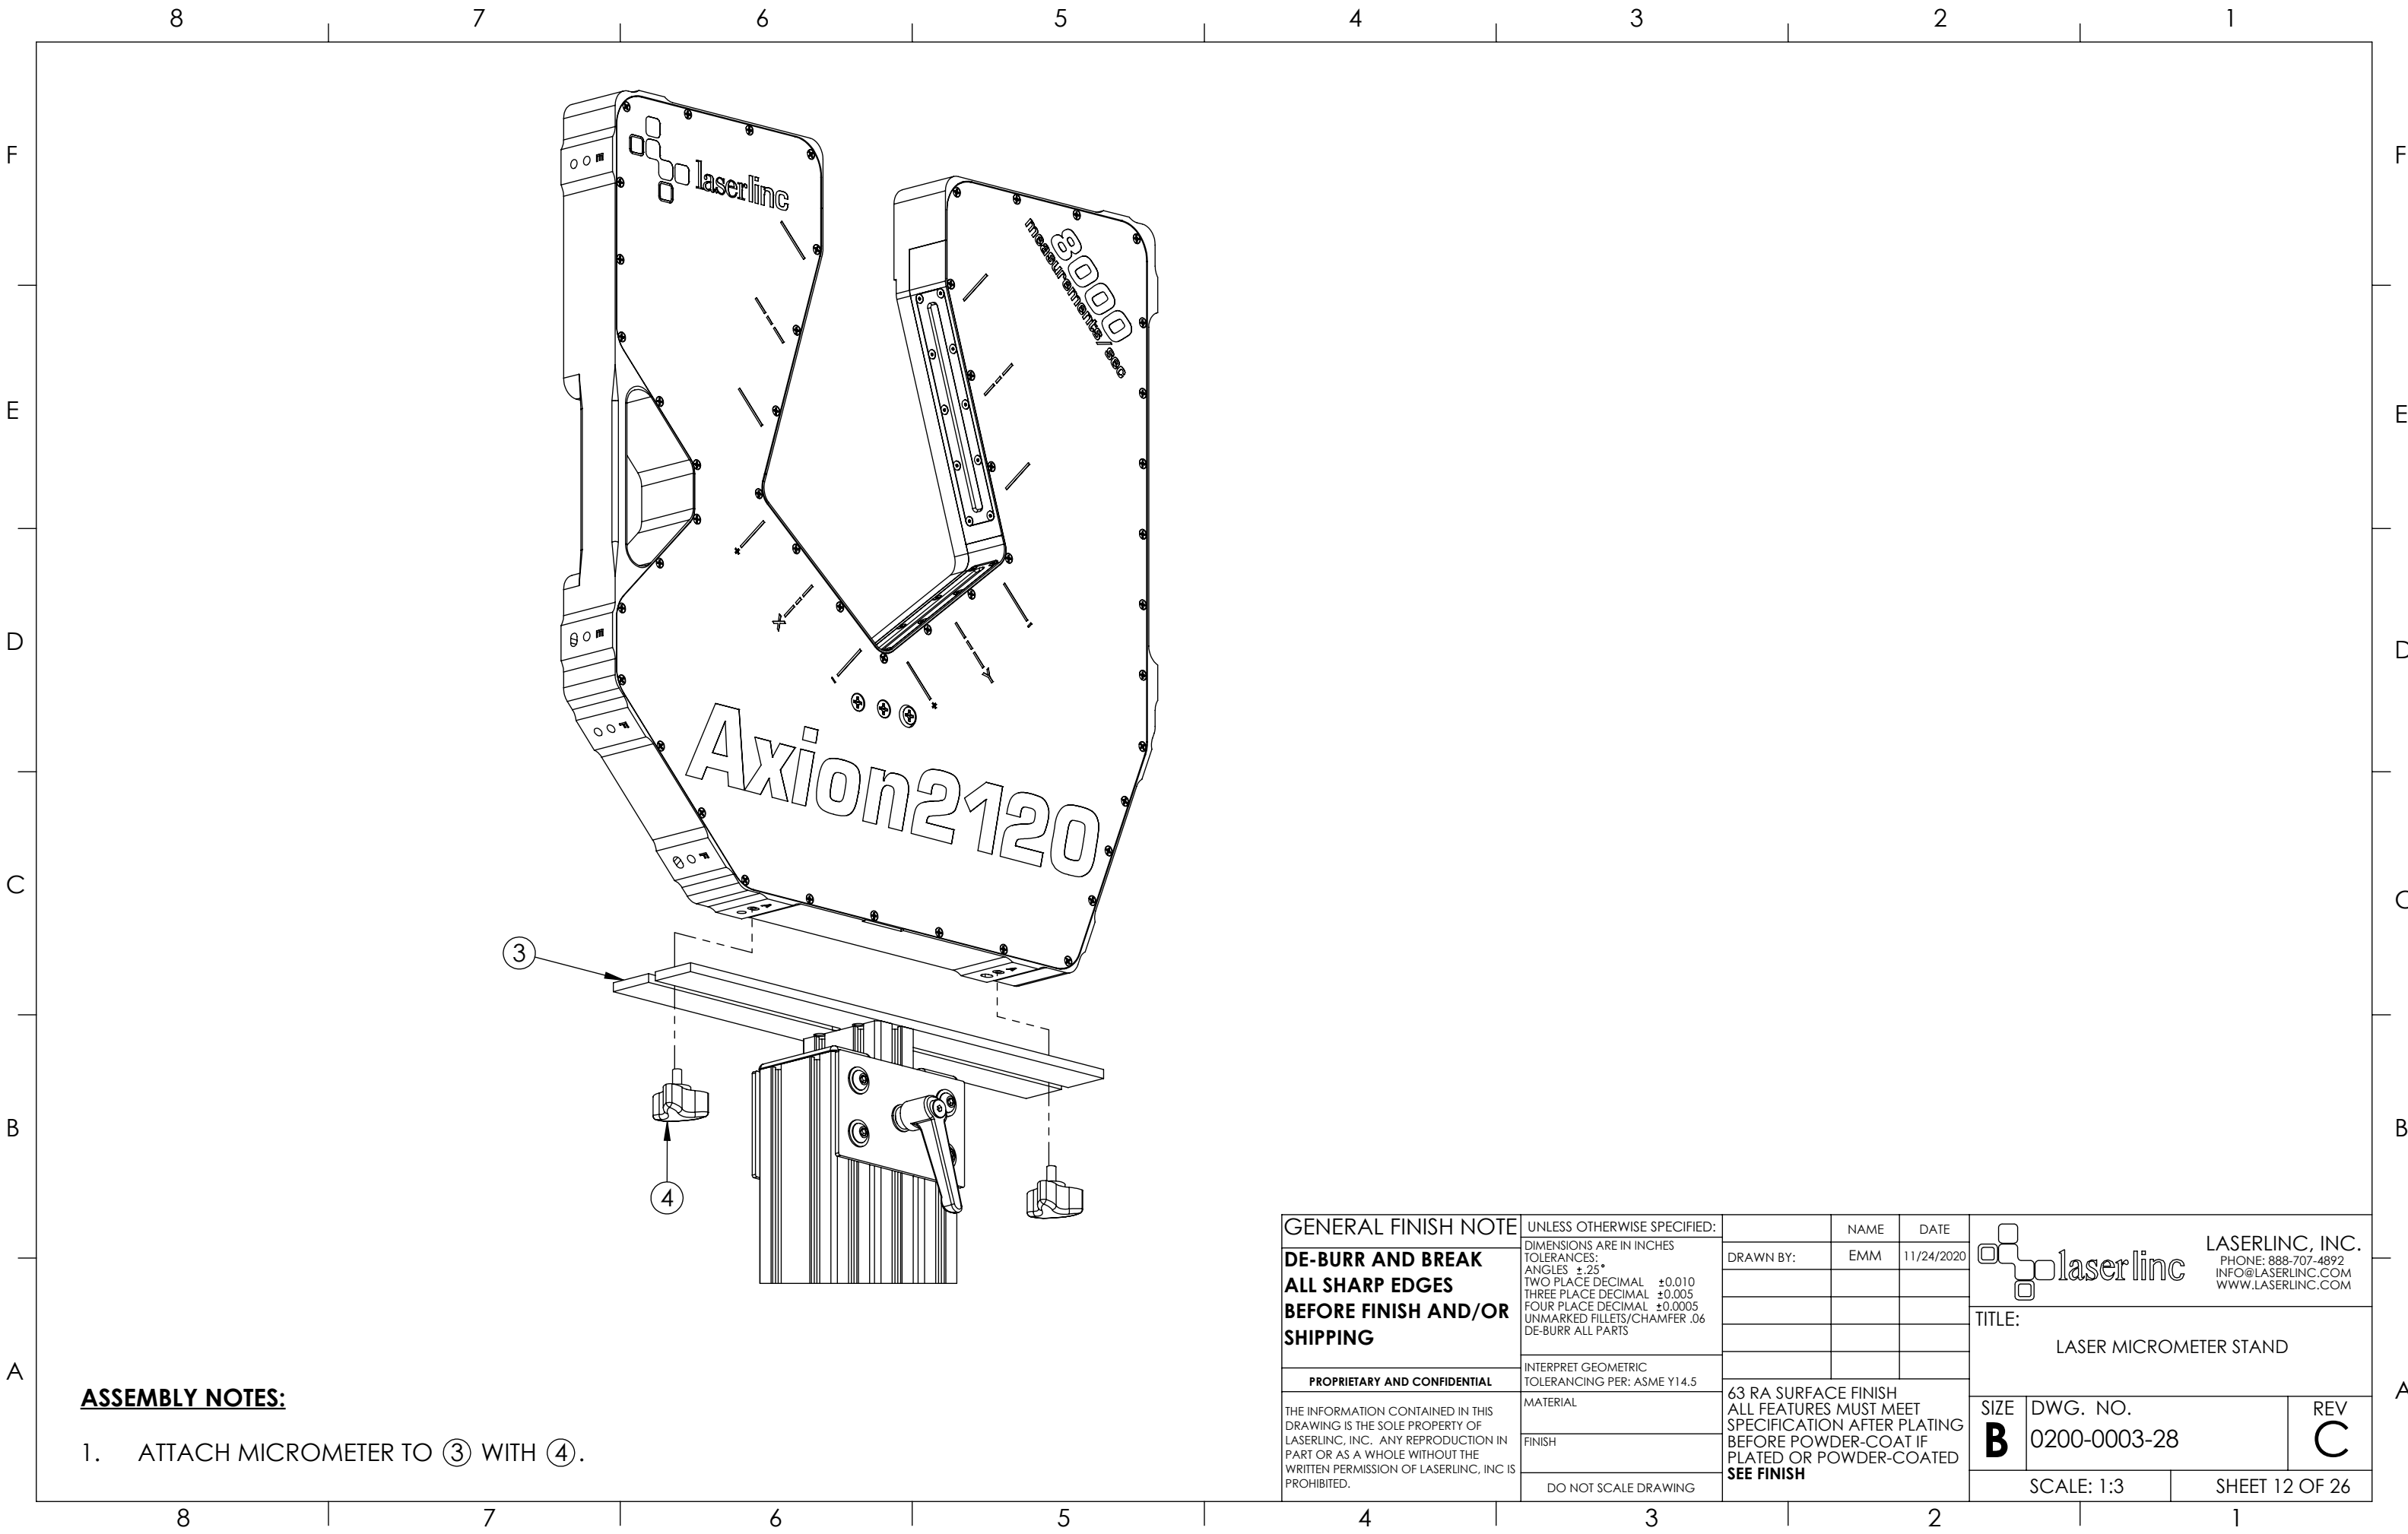 8 7 6 5 4 3 2 1
F F
E E
D D
C C
B B
A A
laserlinc
8000
measurements/sec
E
E
F
F
A
A
+
X
-
-
Y
+
Axion2120
3
4
ASSEMBLY NOTES:
1. ATTACH MICROMETER TO 3 WITH 4.
GENERAL FINISH NOTE
DE-BURR AND BREAK
ALL SHARP EDGES
BEFORE FINISH AND/OR
SHIPPING
PROPRIETARY AND CONFIDENTIAL
THE INFORMATION CONTAINED IN THIS
DRAWING IS THE SOLE PROPERTY OF
LASERLINC, INC. ANY REPRODUCTION IN
PART OR AS A WHOLE WITHOUT THE
WRITTEN PERMISSION OF LASERLINC, INC IS
PROHIBITED.
UNLESS OTHERWISE SPECIFIED:
DIMENSIONS ARE IN INCHES
TOLERANCES:
ANGLES ±.25°
TWO PLACE DECIMAL ±0.010
THREE PLACE DECIMAL ±0.005
FOUR PLACE DECIMAL ±0.0005
UNMARKED FILLETS/CHAMFER .06
DE-BURR ALL PARTS
INTERPRET GEOMETRIC
TOLERANCING PER: ASME Y14.5
MATERIAL
FINISH
DO NOT SCALE DRAWING
NAME DATE
DRAWN BY: EMM 11/24/2020
63 RA SURFACE FINISH
ALL FEATURES MUST MEET
SPECIFICATION AFTER PLATING
BEFORE POWDER-COAT IF
PLATED OR POWDER-COATED
SEE FINISH
laserlinc
LASERLINC, INC.
PHONE: 888-707-4892
INFO@LASERLINC.COM
WWW.LASERLINC.COM
TITLE:
LASER MICROMETER STAND
SIZE DWG. NO. REV
B 0200-0003-28 C
SCALE: 1:3 SHEET 12 OF 26
8 7 6 5 4 3 2 1